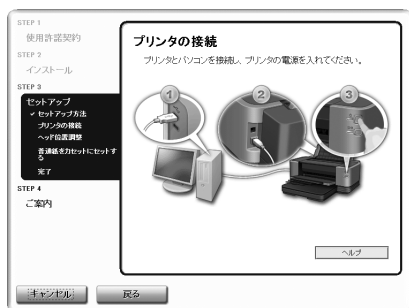 STEP 1
使用許諾契約
STEP 2
インストール
STEP 3
セットアップ
✓ セットアップ方法
プリンタの接続
ヘッド位置調整
普通紙をカセットにセットす
る
完了
STEP 4
ご案内
プリンタの接続
プリンタとパソコンを接続し、プリンタの電源を入れてください。
1
2
3
ヘルプ
キャンセル
戻る